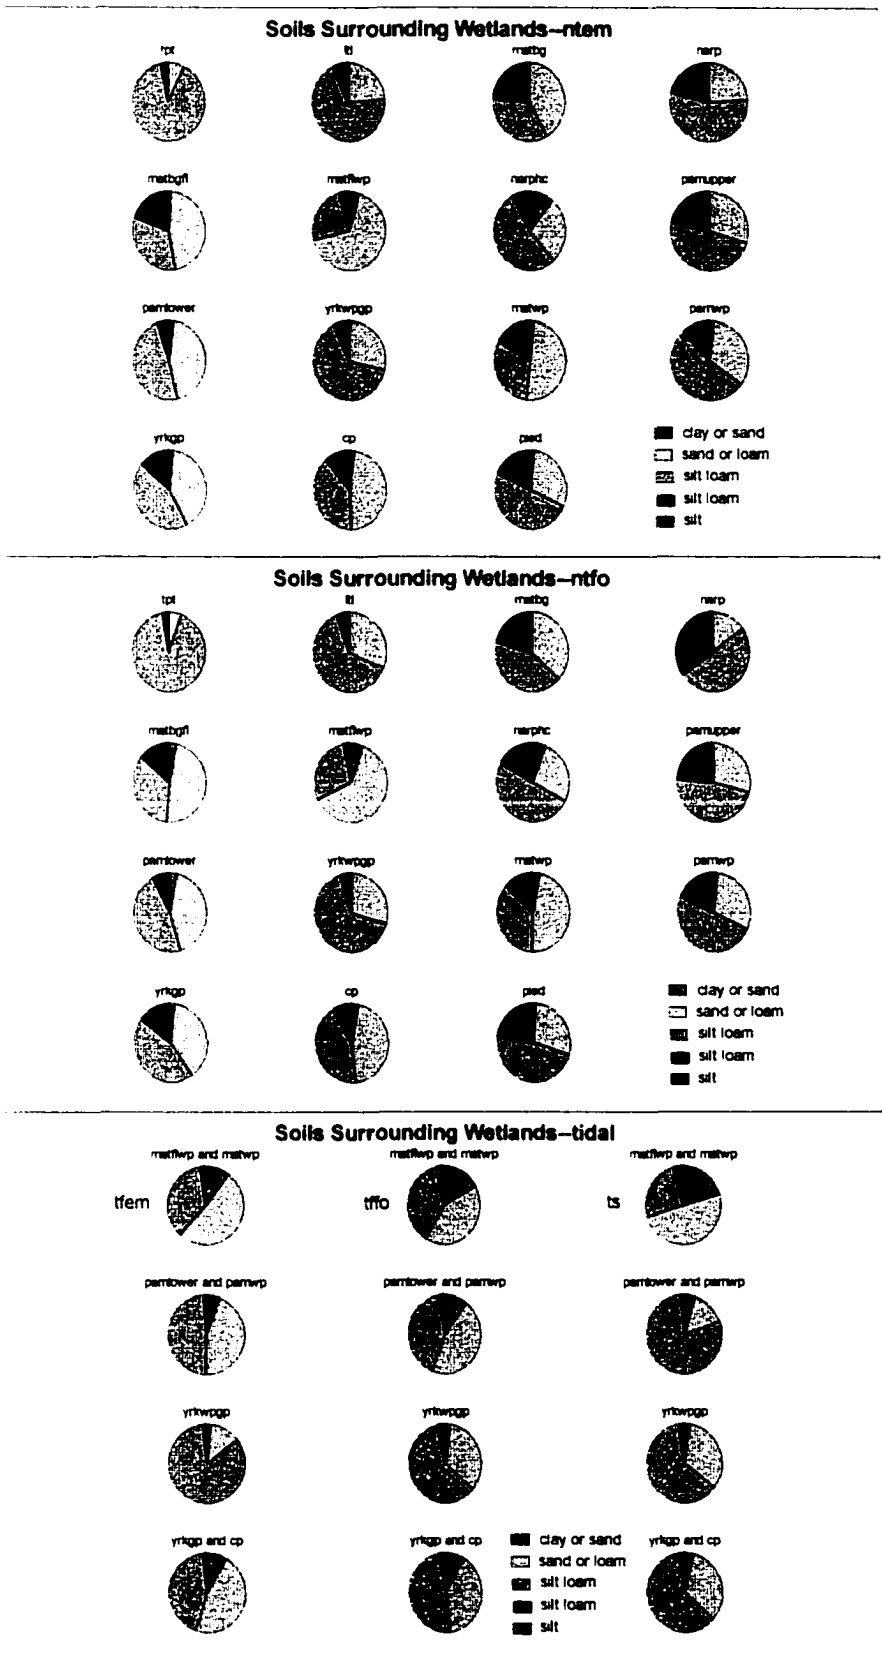 Soils Surrounding Wetlands--ntem
tpt ltl matbg narp
matbgfl matflwp narphc pamupper
pamlower yrkwpgp matwp pamwp
yrkgp cp pied
clay or sand
sand or loam
silt loam
silt loam
silt
Soils Surrounding Wetlands--ntfo
tpt ltl matbg narp
matbgfl matflwp narphc pamupper
pamlower yrkwpgp matwp pamwp
yrkgp cp pied
clay or sand
sand or loam
silt loam
silt loam
silt
Soils Surrounding Wetlands--tidal
matflwp and matwp matflwp and matwp matflwp and matwp
tfem tffo ts
pamlower and pamwp pamlower and pamwp pamlower and pamwp
yrkwpgp yrkwpgp yrkwpgp
yrkgp and cp yrkgp and cp yrkgp and cp
clay or sand
sand or loam
silt loam
silt loam
silt